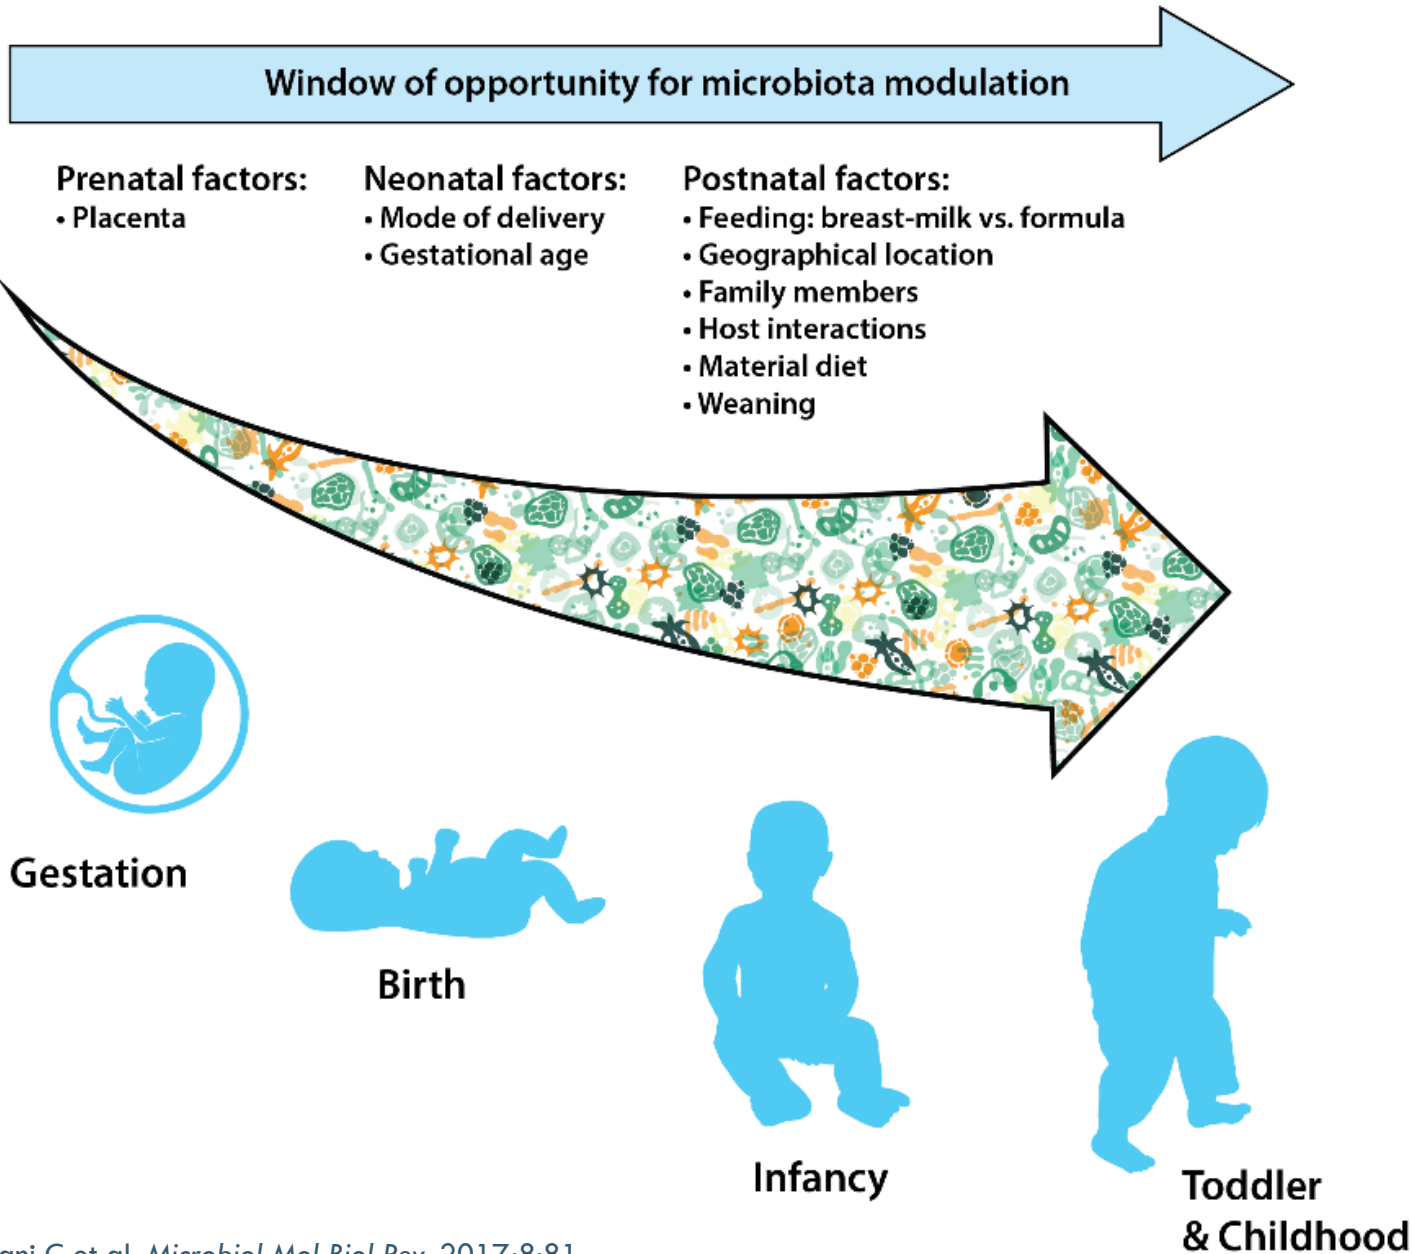 Window of opportunity for microbiota modulation
Prenatal factors:
• Placenta
Neonatal factors:
• Mode of delivery
• Gestational age
Postnatal factors:
• Feeding: breast-milk vs. formula
• Geographical location
• Family members
• Host interactions
• Material diet
• Weaning
Gestation
Birth
Infancy
Toddler
& Childhood
C et al. Microbiol Mol Biol Rev. 2017;8:81